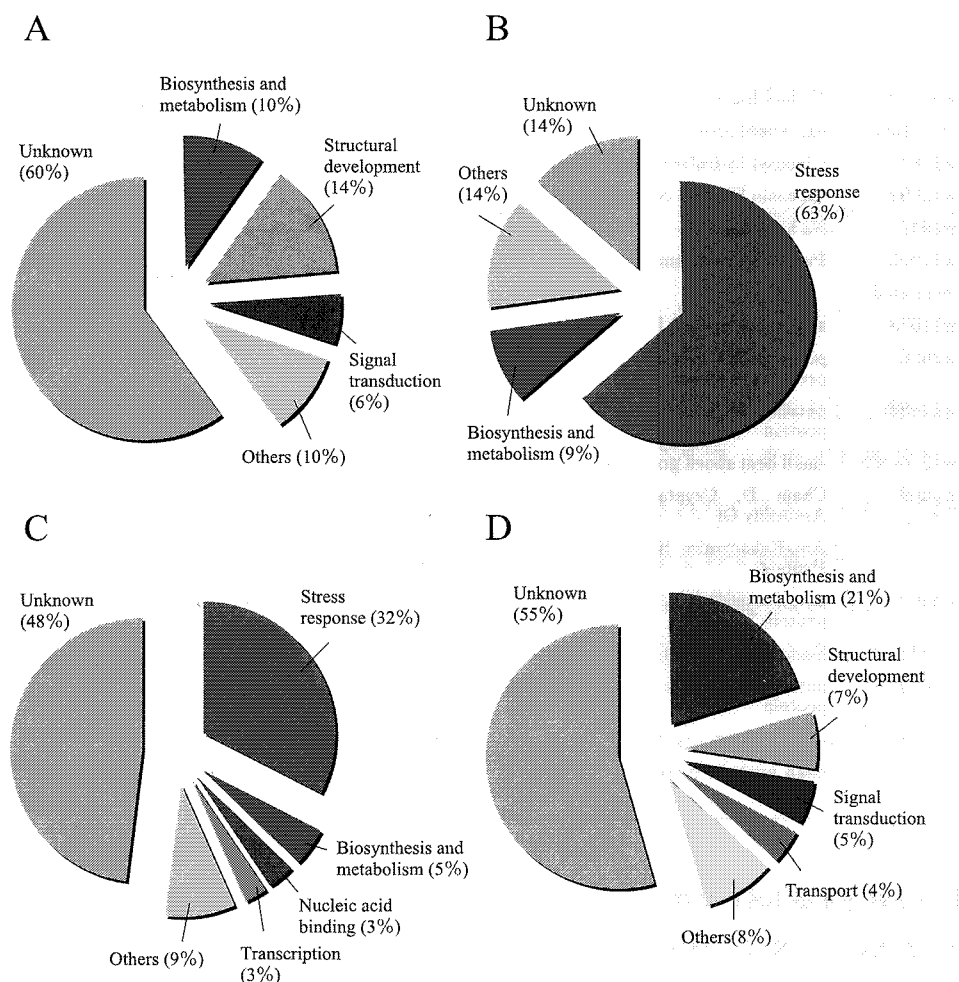 A
Biosynthesis and
metabolism (10%)
Structural
development
(14%)
Signal
transduction
(6%)
Others (10%)
Unknown
(60%)
B
Unknown
(14%)
Others
(14%)
Biosynthesis and
metabolism (9%)
Stress
response
(63%)
C
Unknown
(48%)
Stress
response (32%)
Biosynthesis and
metabolism (5%)
Nucleic acid
binding (3%)
Transcription
(3%)
Others (9%)
D
Unknown
(55%)
Biosynthesis and
metabolism (21%)
Structural
development
(7%)
Signal
transduction
(5%)
Transport (4%)
Others(8%)